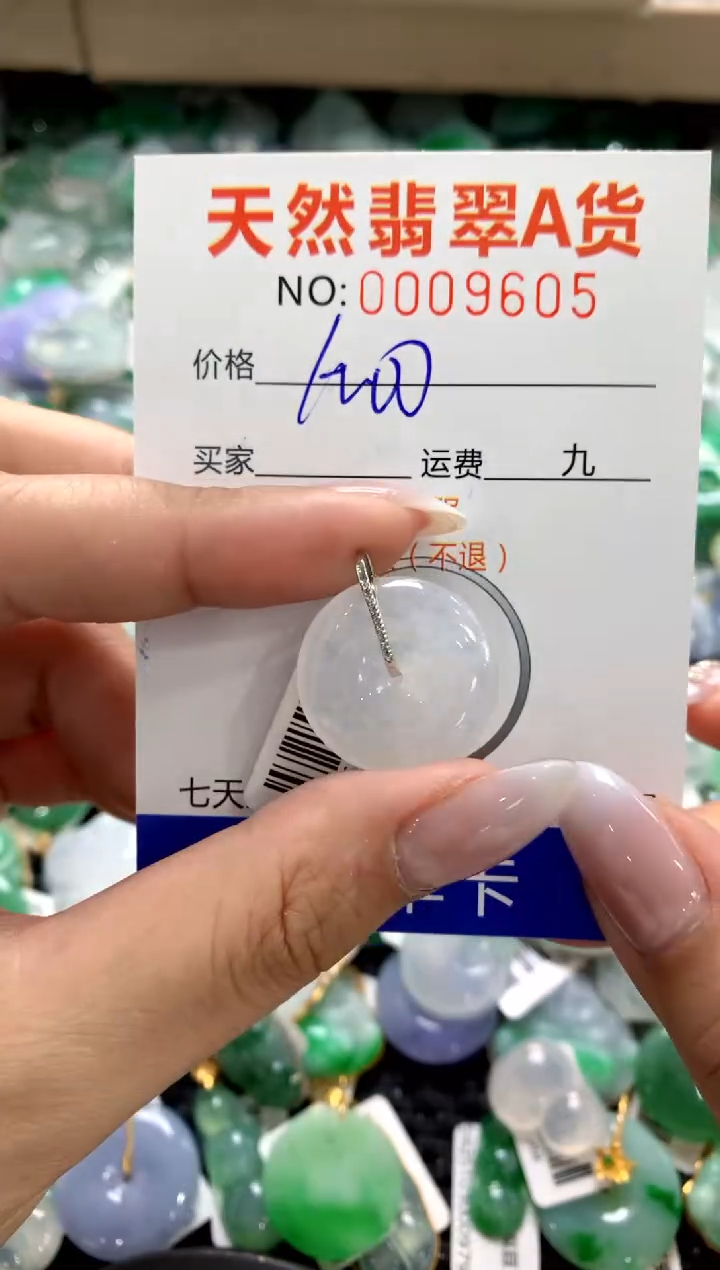 天然翡翠A货
NO: 0009605
价格
买家 运费 九
(不退)
七天
卡